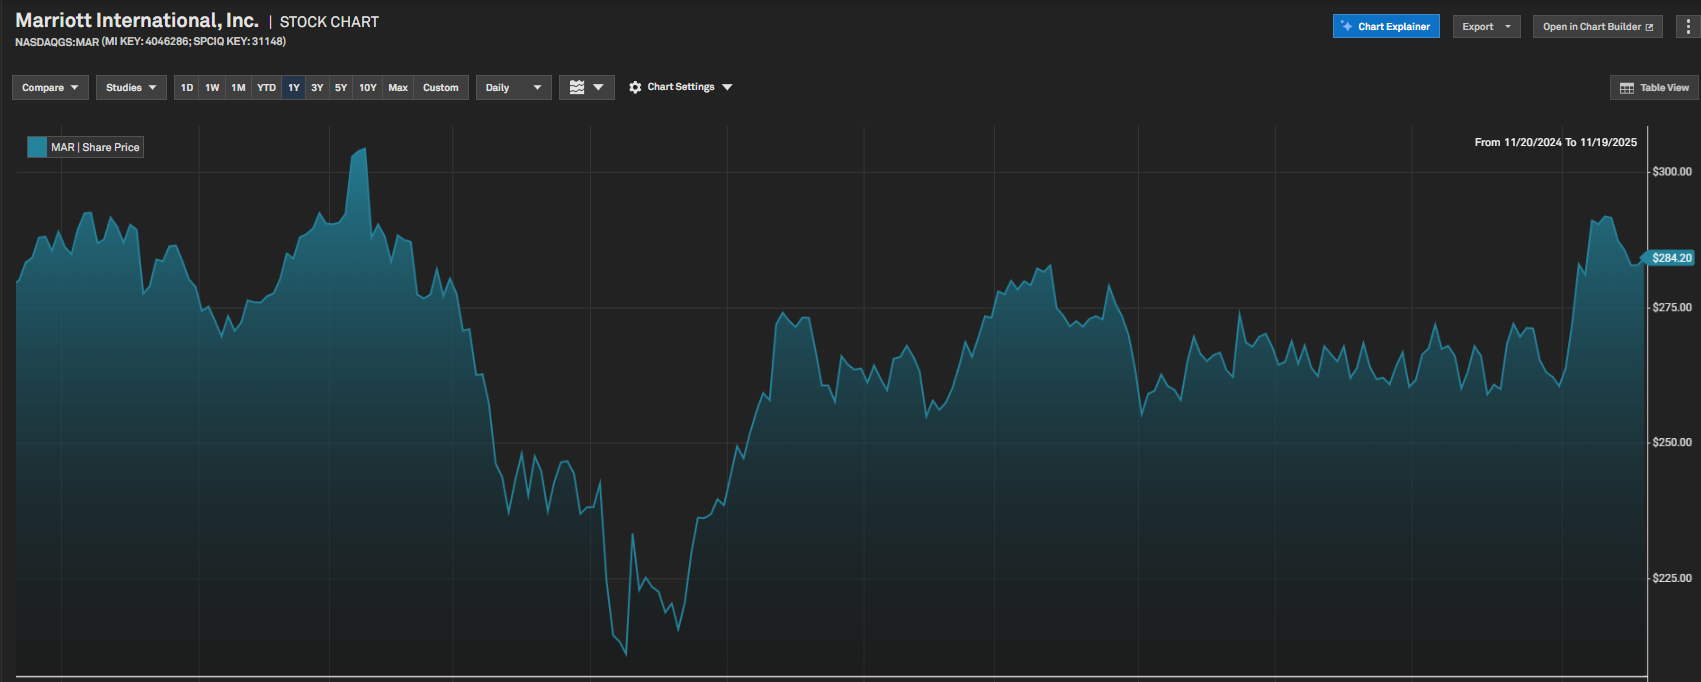 Marriott International, Inc. | STOCK CHART
NASDAQGS:MAR (MI KEY: 4046286; SPCIQ KEY: 31148)
Chart Explainer
Export
Open in Chart Builder
Compare
Studies
1D 1W 1M YTD 1Y 3Y 5Y 10Y Max Custom
Daily
Chart Settings
Table View
MAR | Share Price
From 11/20/2024 To 11/19/2025
$300.00
$284.20
$275.00
$250.00
$225.00